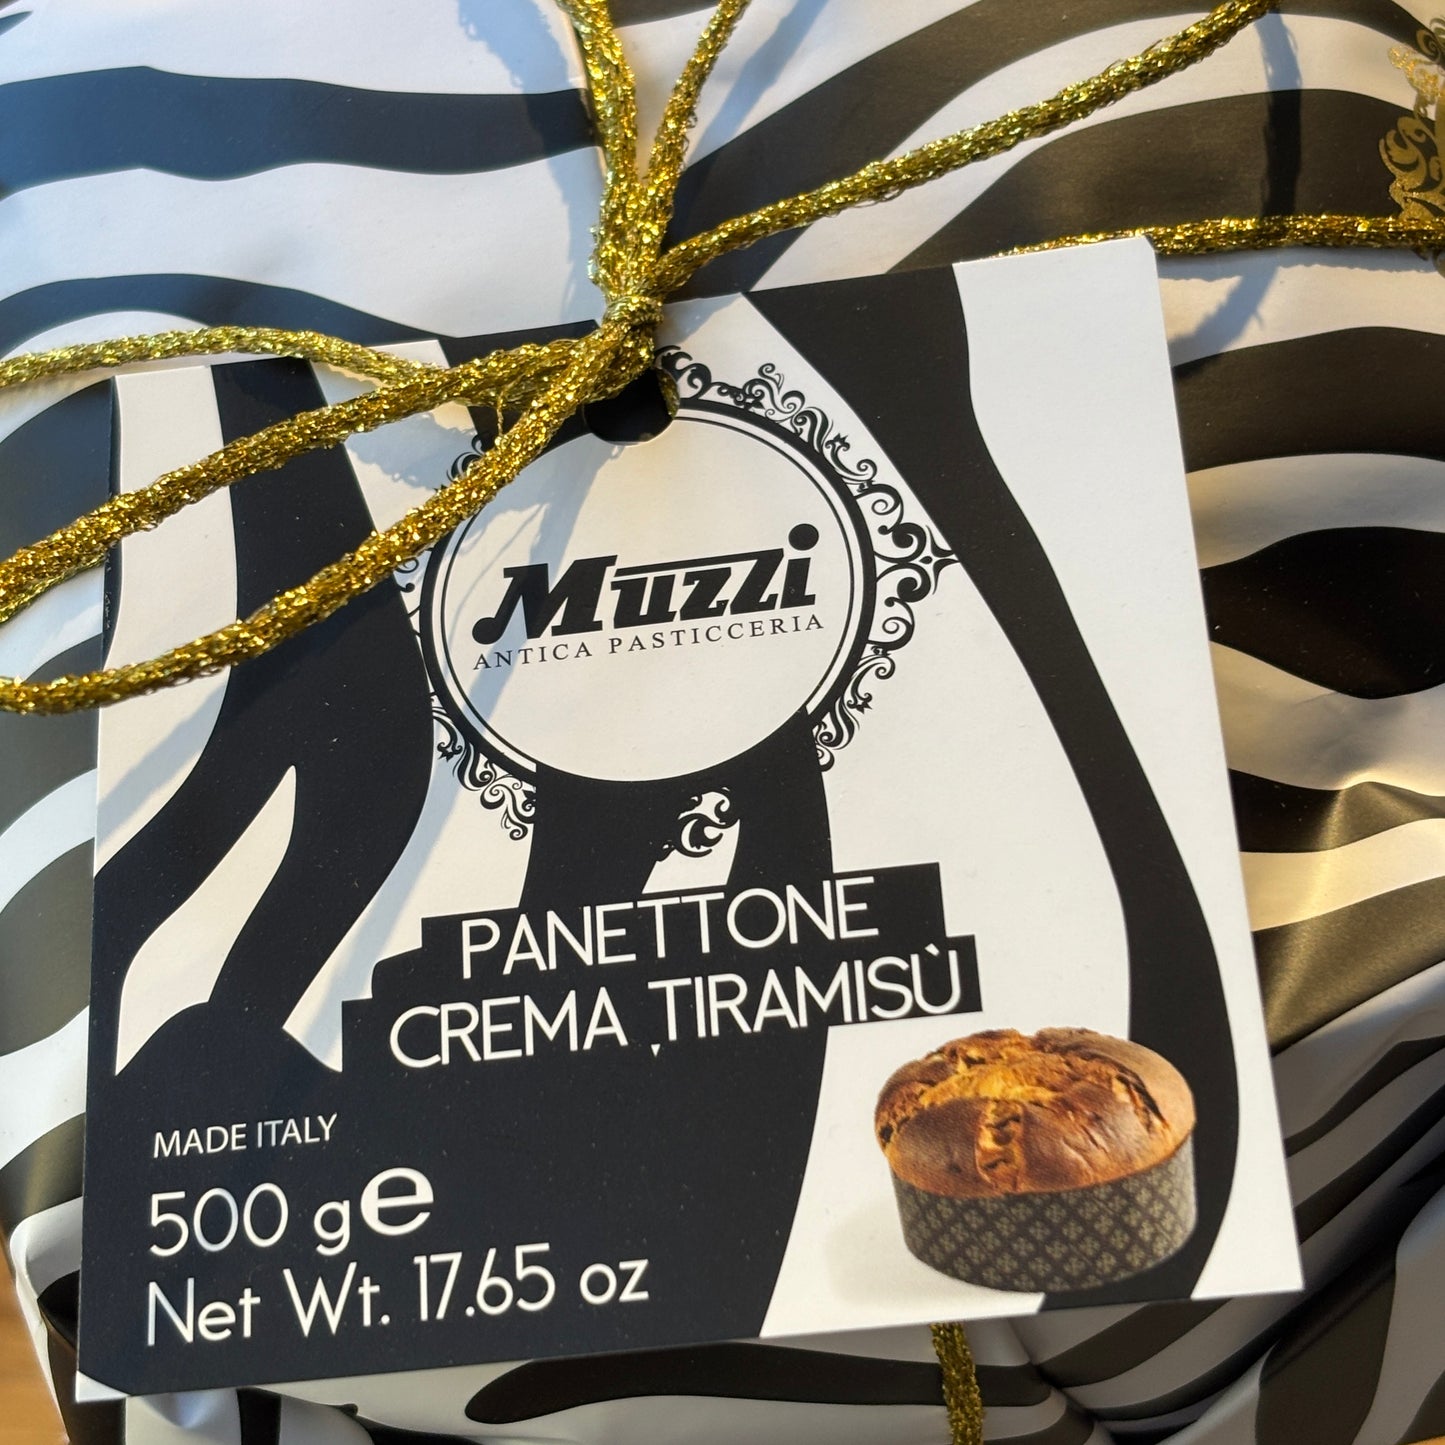 Muzzi
ANTICA PASTICCERIA
PANETTONE
CREMA TIRAMISÙ
MADE ITALY
500 g e
Net Wt. 17.65 oz